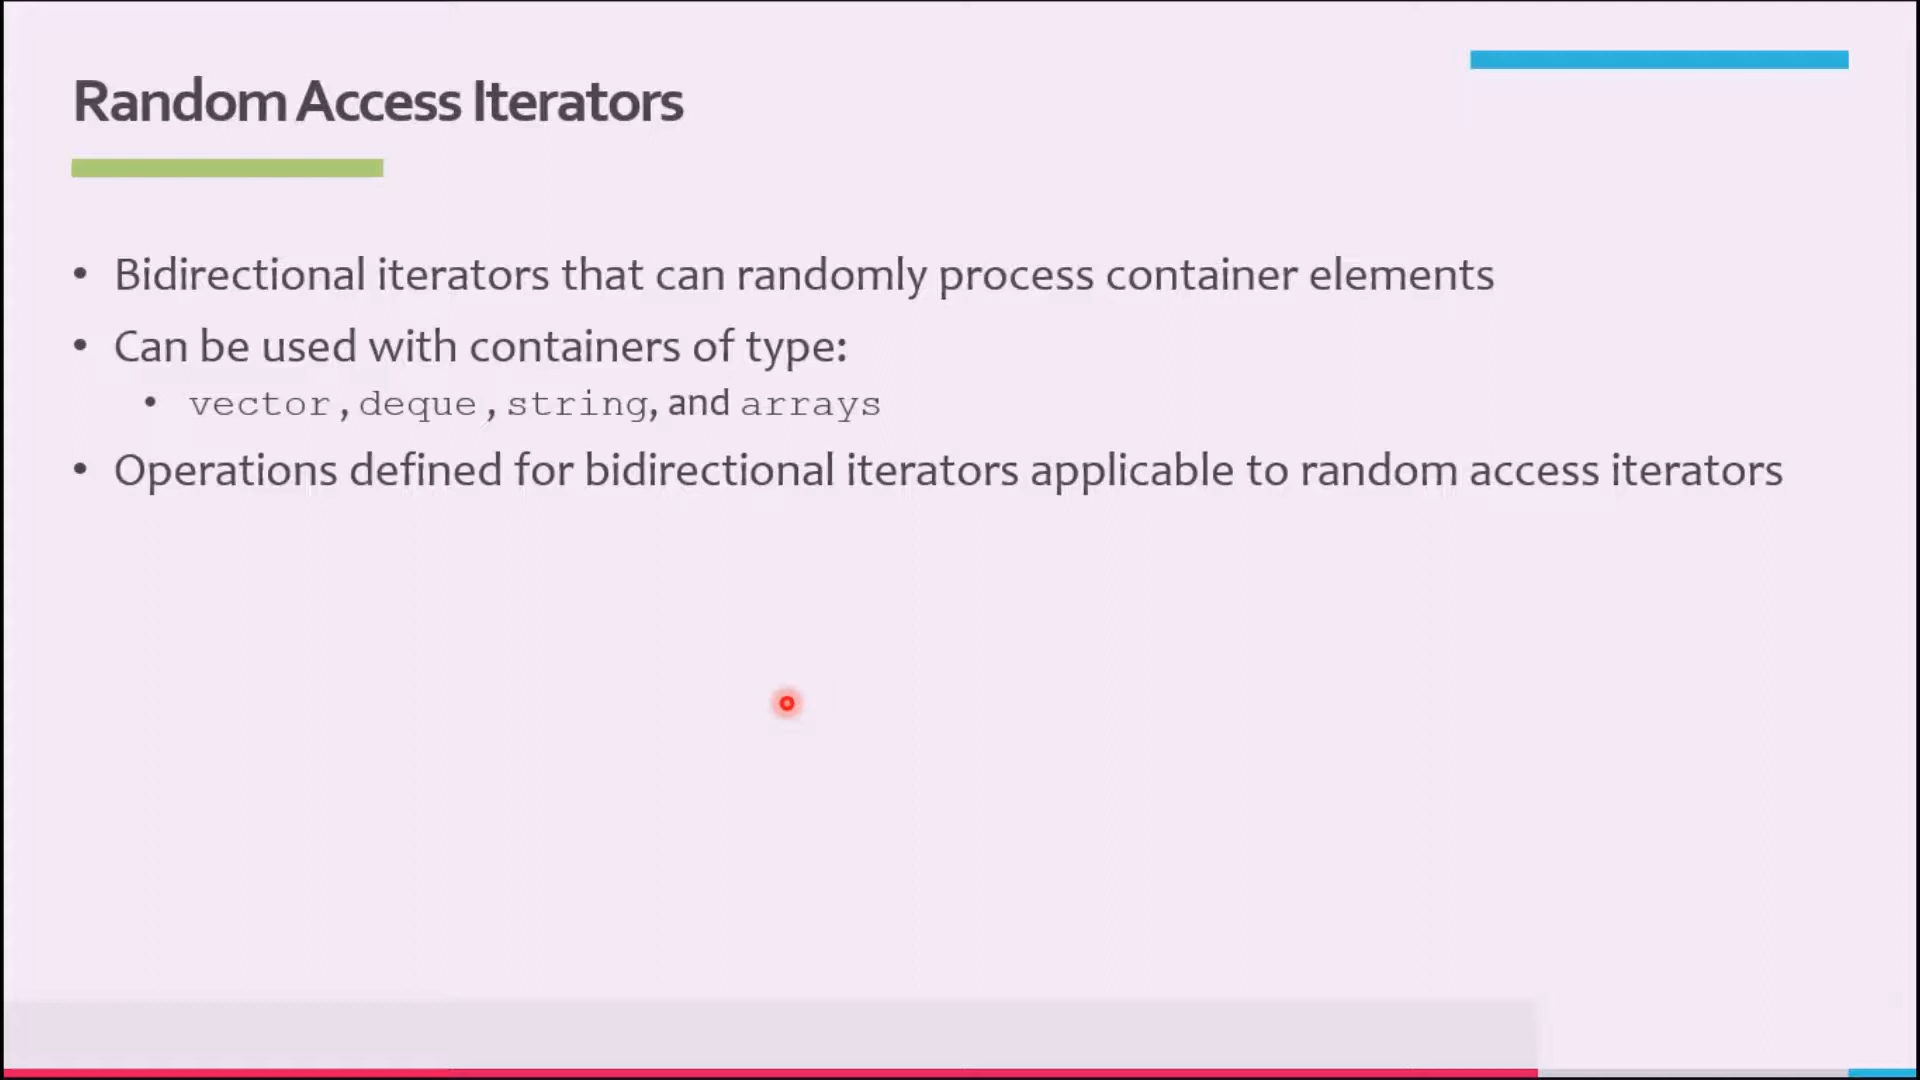 Random Access Iterators
• Bidirectional iterators that can randomly process container elements
• Can be used with containers of type:
• vector, deque, string, and arrays
• Operations defined for bidirectional iterators applicable to random access iterators